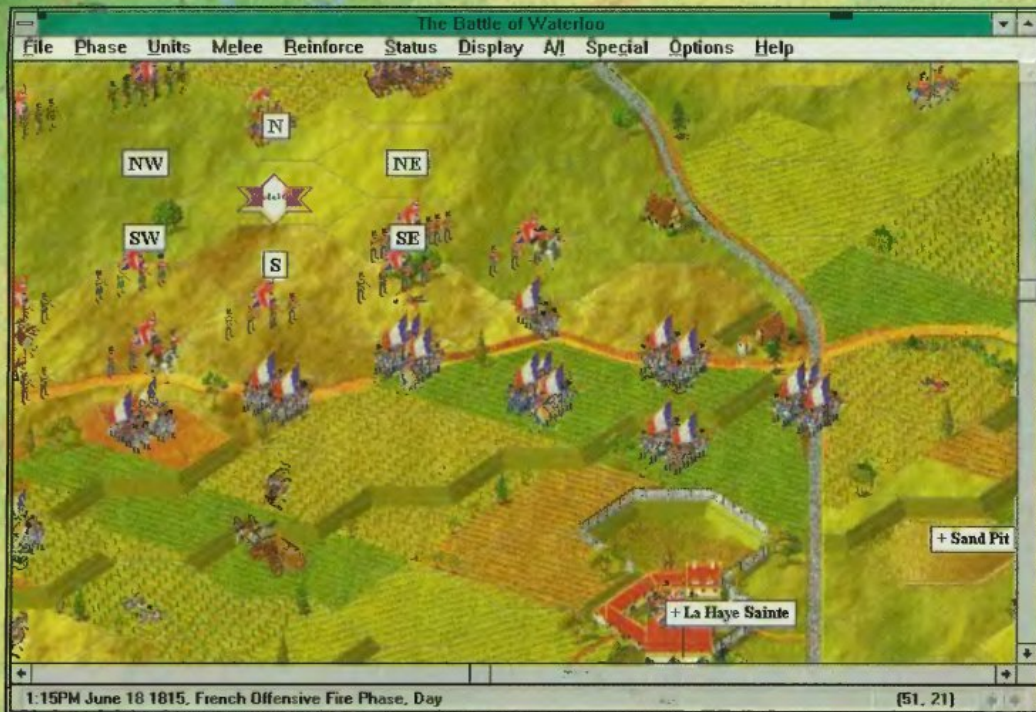 The Battle of Waterloo
File Phase Units Melee Reinforce Status Display A/I Special Options Help
N
NW NE
SW SE
S
+ Sand Pit
+ La Haye Sainte
1:15PM June 18 1815, French Offensive Fire Phase, Day (51, 21)